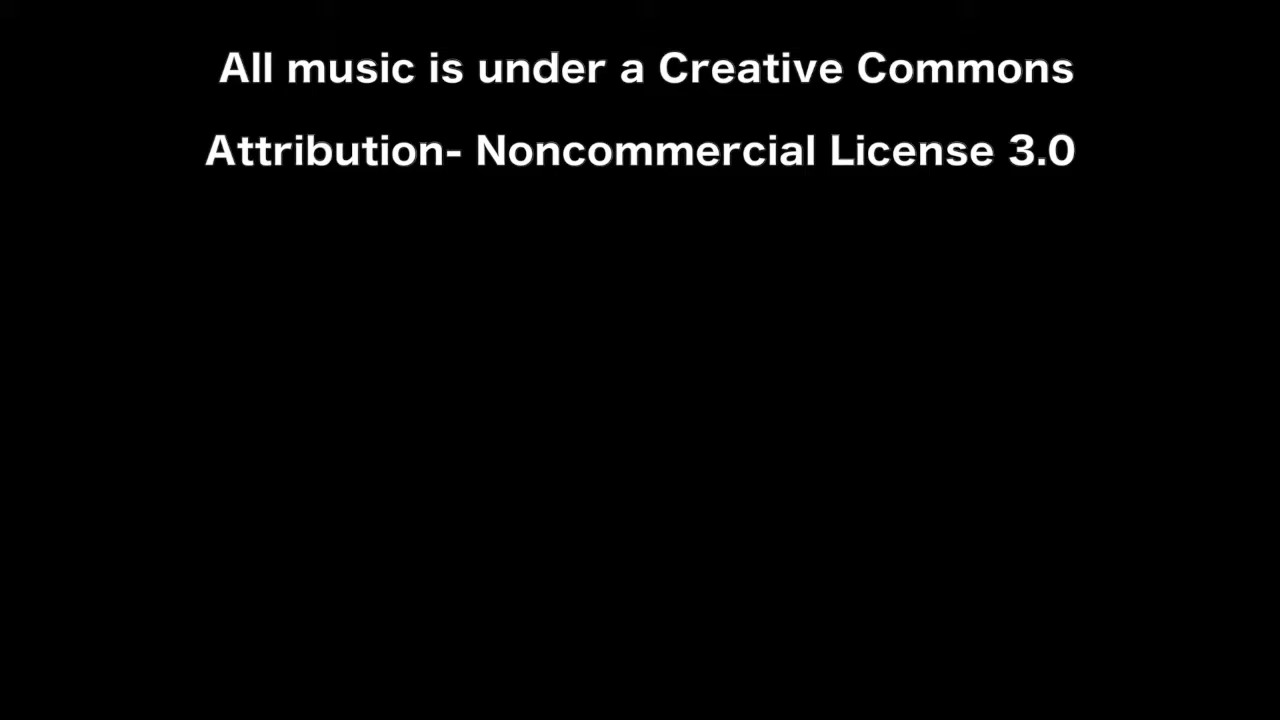 All music is under a Creative Commons
Attribution- Noncommercial License 3.0